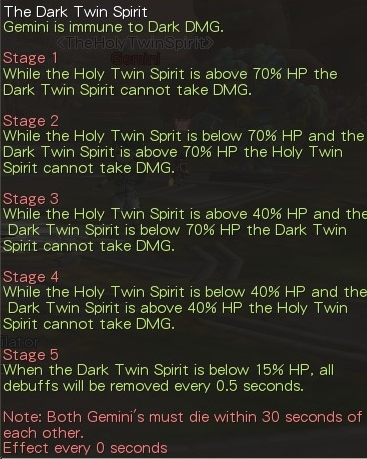 The Dark Twin Spirit
Gemini is immune to Dark DMG.
<TheHolyTwinSpirit>
Gemini
Stage 1
While the Holy Twin Spirit is above 70% HP the
Dark Twin Spirit cannot take DMG.
Stage 2
While the Holy Twin Spirit is below 70% HP and the
Dark Twin Spirit is above 70% HP the Holy Twin
Spirit cannot take DMG.
Stage 3
While the Holy Twin Spirit is above 40% HP and the
Dark Twin Spirit is below 70% HP the Dark Twin
Spirit cannot take DMG.
Stage 4
While the Holy Twin Spirit is below 40% HP and the
Dark Twin Spirit is above 40% HP the Holy Twin
Spirit cannot take DMG.
Stage 5
When the Dark Twin Spirit is below 15% HP, all
debuffs will be removed every 0.5 seconds.
Note: Both Gemini's must die within 30 seconds of
each other.
Effect every 0 seconds